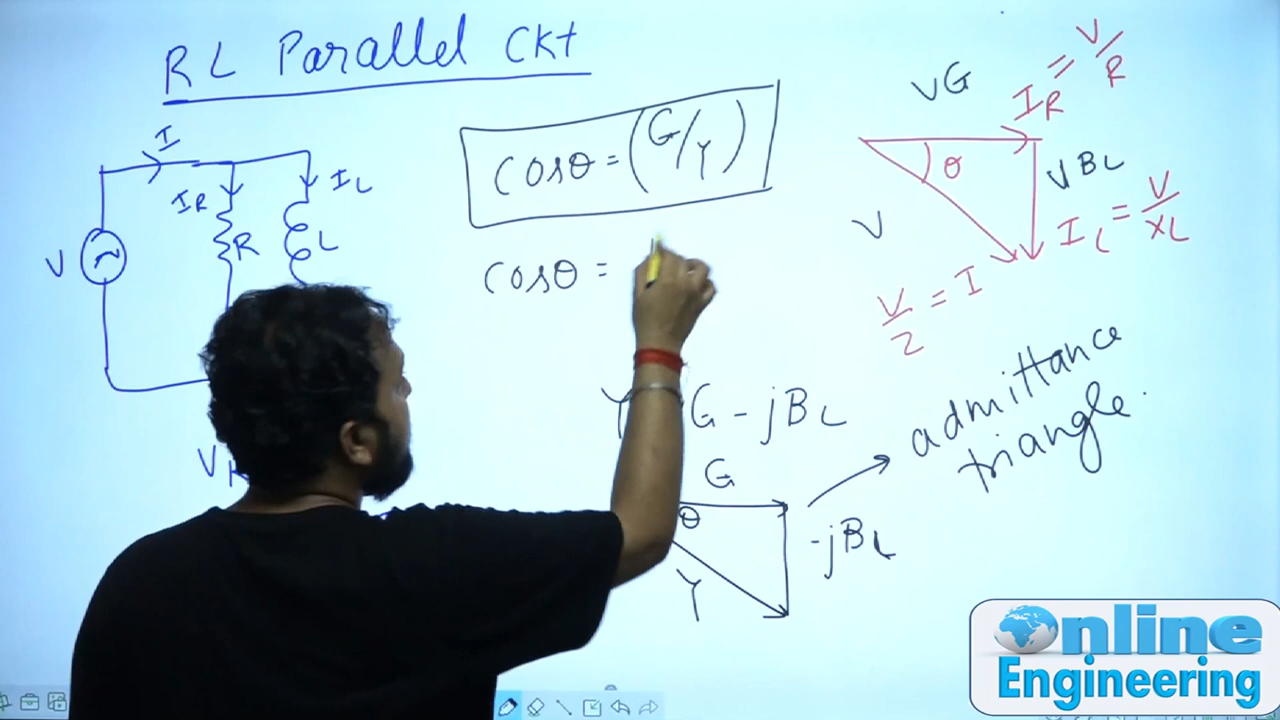 RL Parallel Ckt
I
IR
IL
V
R
L
cosθ = (G/Y)
cosθ =
VG
IR = V/R
θ
VBL
IL = V/XL
V
V/Z = I
G - jBL
G
θ
-jBL
Y
admittance
triangle.
Online
Engineering